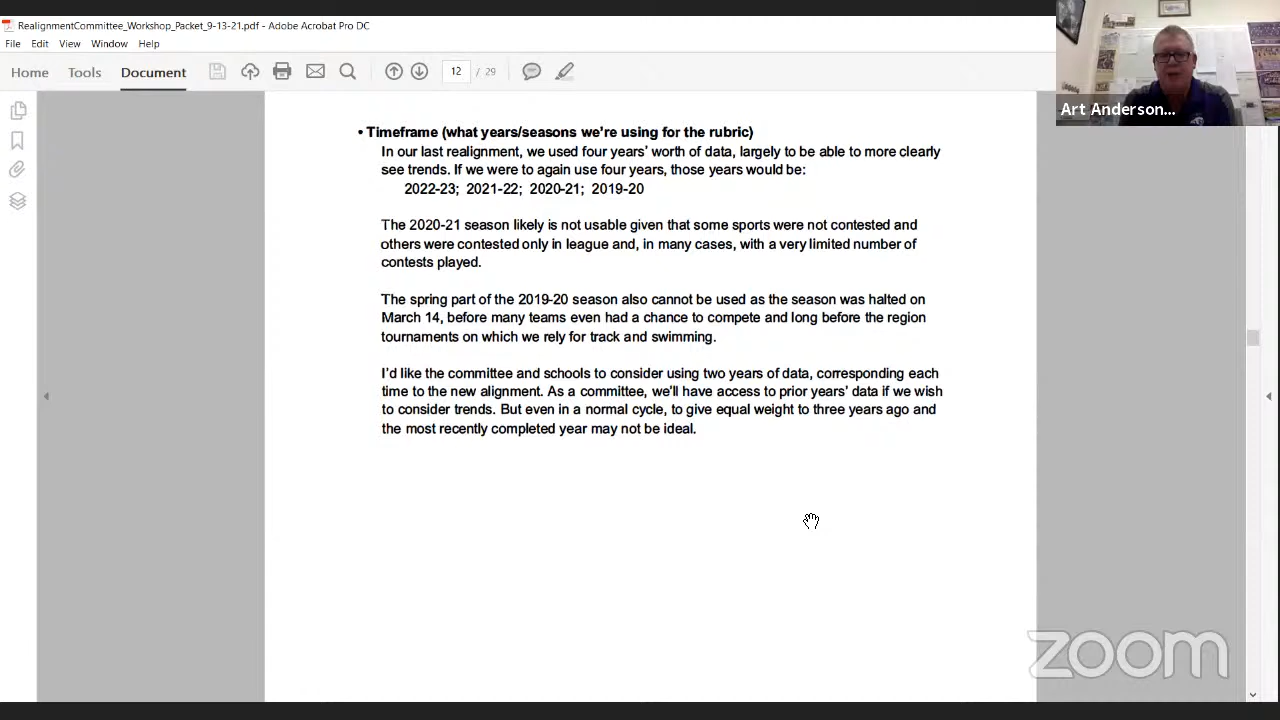 RealignmentCommittee_Workshop_Packet_9-13-21.pdf - Adobe Acrobat Pro DC
File Edit View Window Help
Home Tools Document 12 / 29
Art Anderson...
• Timeframe (what years/seasons we're using for the rubric)
In our last realignment, we used four years' worth of data, largely to be able to more clearly
see trends. If we were to again use four years, those years would be:
2022-23; 2021-22; 2020-21; 2019-20
The 2020-21 season likely is not usable given that some sports were not contested and
others were contested only in league and, in many cases, with a very limited number of
contests played.
The spring part of the 2019-20 season also cannot be used as the season was halted on
March 14, before many teams even had a chance to compete and long before the region
tournaments on which we rely for track and swimming.
I'd like the committee and schools to consider using two years of data, corresponding each
time to the new alignment. As a committee, we'll have access to prior years' data if we wish
to consider trends. But even in a normal cycle, to give equal weight to three years ago and
the most recently completed year may not be ideal.
zoom